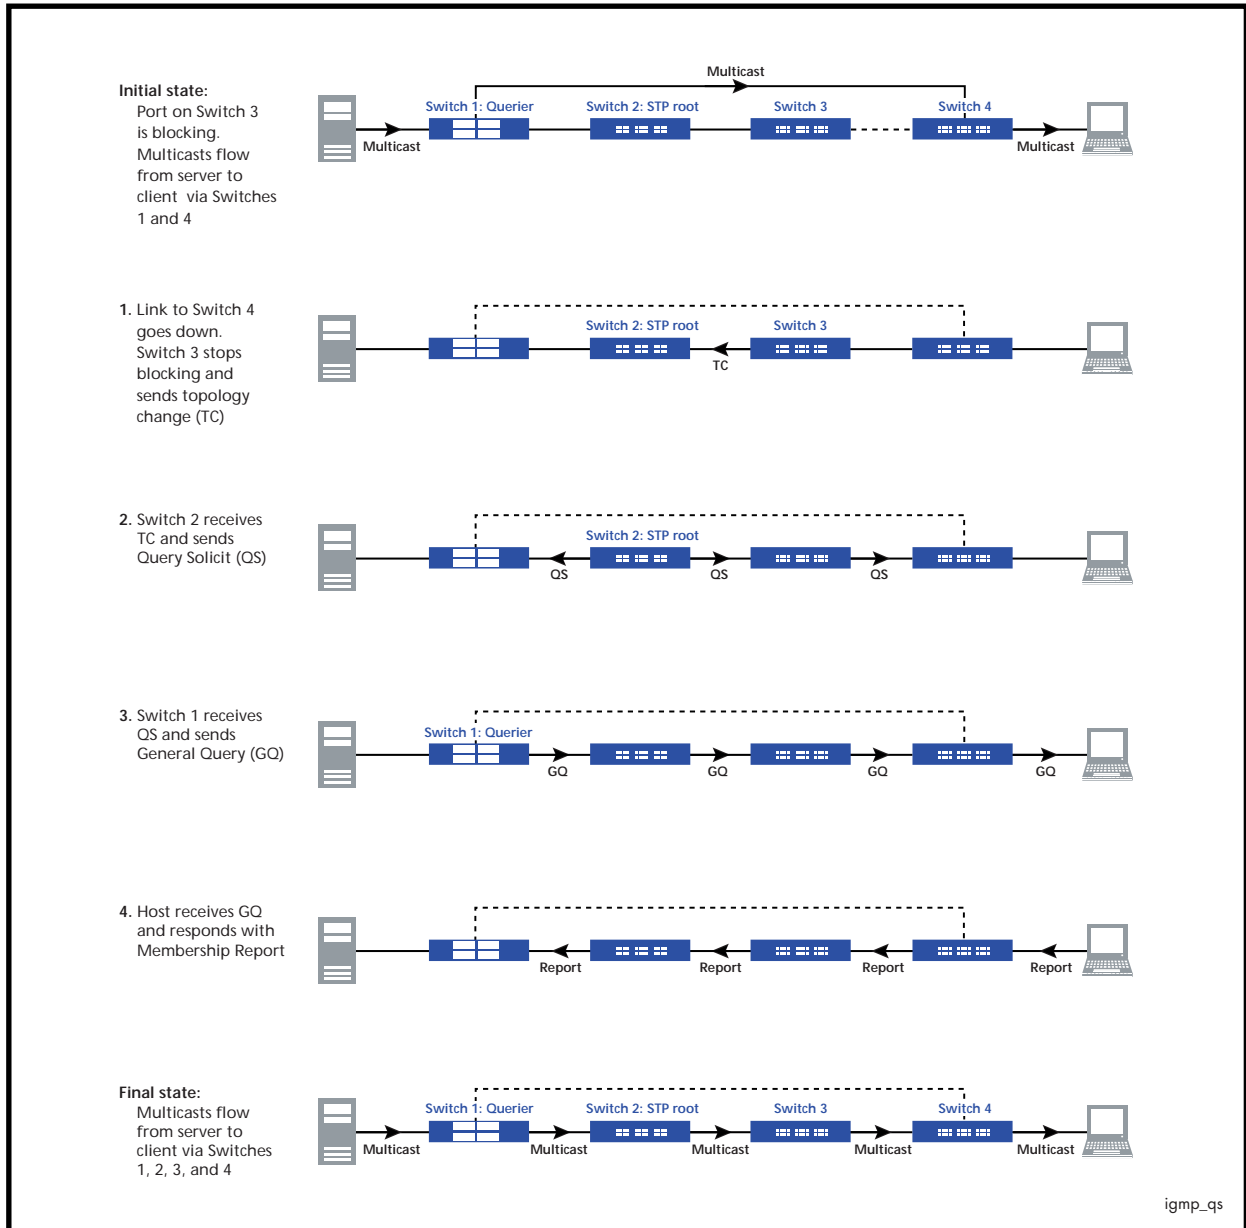 Initial state:
Port on Switch 3
is blocking.
Multicasts flow
from server to
client via Switches
1 and 4
Multicast
Switch 1: Querier
Switch 2: STP root
Switch 3
Switch 4
Multicast
Multicast
1. Link to Switch 4
goes down.
Switch 3 stops
blocking and
sends topology
change (TC)
Switch 2: STP root
Switch 3
TC
2. Switch 2 receives
TC and sends
Query Solicit (QS)
Switch 2: STP root
QS
QS
QS
3. Switch 1 receives
QS and sends
General Query (GQ)
Switch 1: Querier
GQ
GQ
GQ
GQ
4. Host receives GQ
and responds with
Membership Report
Report
Report
Report
Report
Final state:
Multicasts flow
from server to
client via Switches
1, 2, 3, and 4
Switch 1: Querier
Switch 2: STP root
Switch 3
Switch 4
Multicast
Multicast
Multicast
Multicast
Multicast
igmp_qs